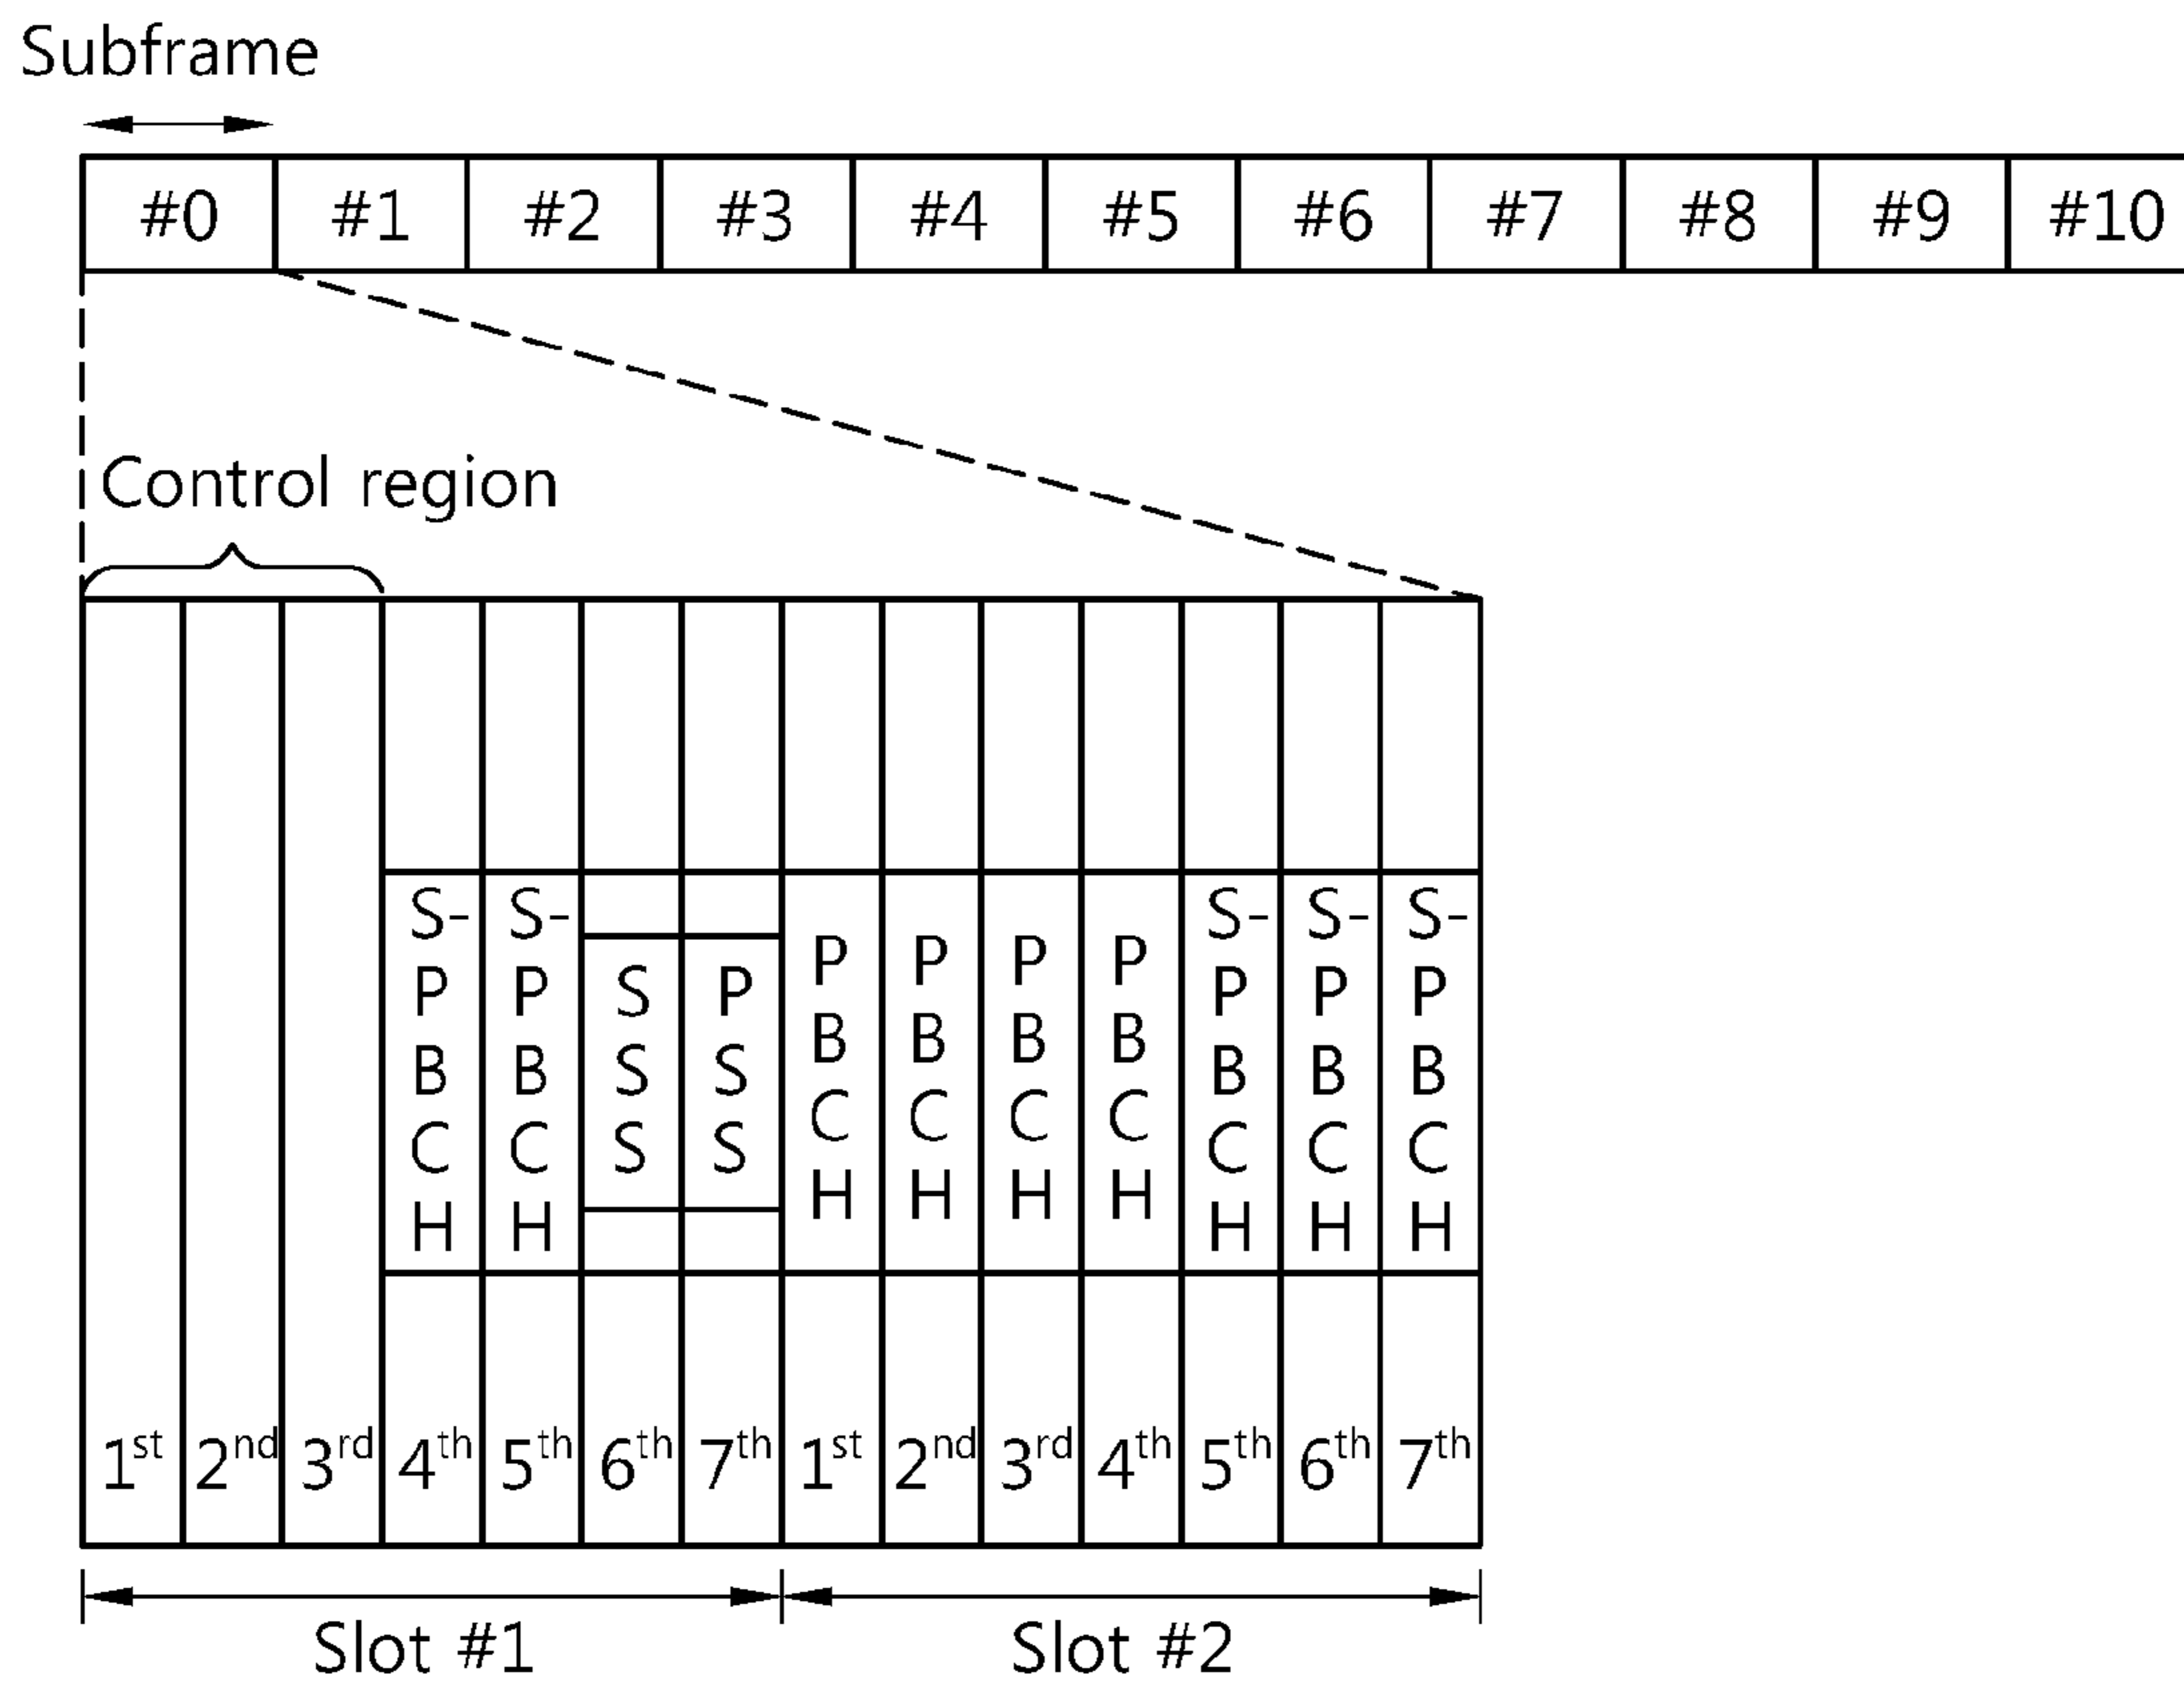 Subframe
#0 #1 #2 #3 #4 #5 #6 #7 #8 #9 #10
Control region
S-PBCH S-PBCH SSS PSS PBCH PBCH PBCH PBCH S-PBCH S-PBCH S-PBCH
1st 2nd 3rd 4th 5th 6th 7th 1st 2nd 3rd 4th 5th 6th 7th
Slot #1 Slot #2